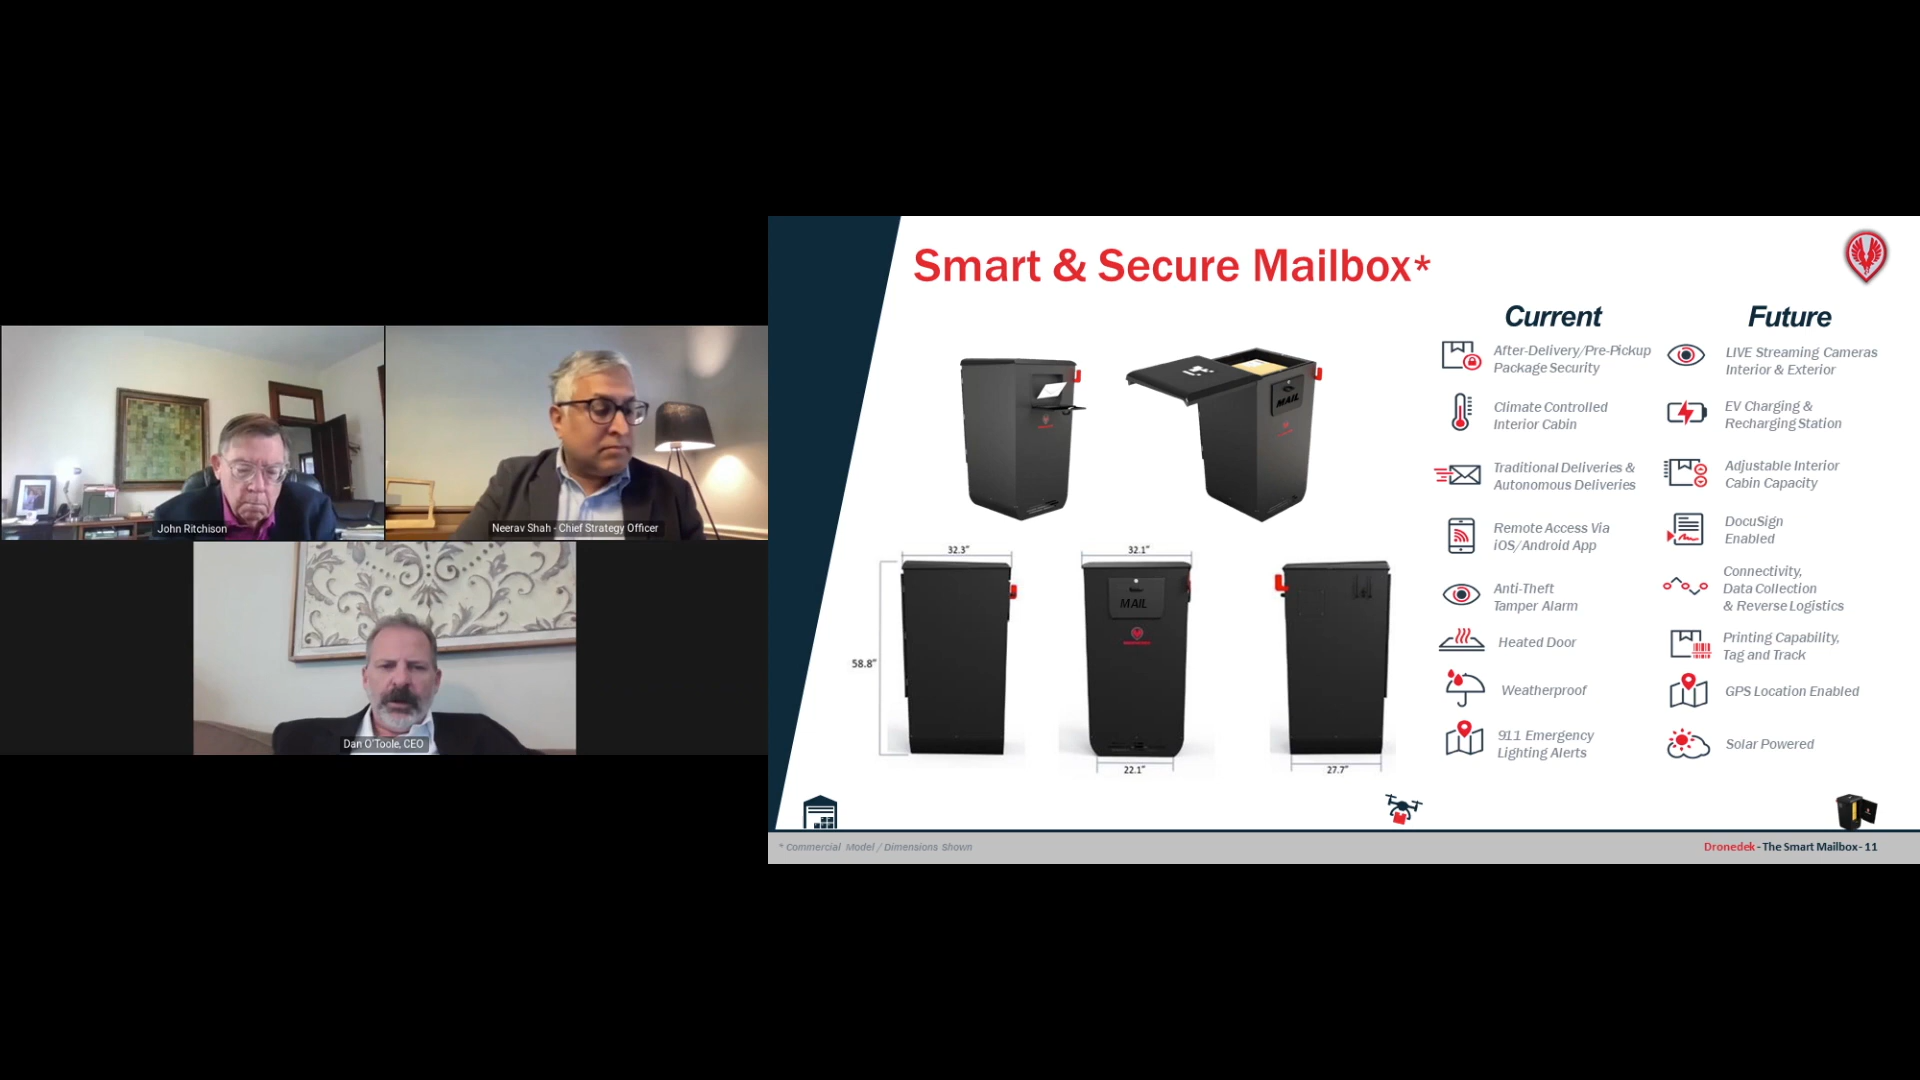 John Ritchison
Neerav Shah - Chief Strategy Officer
Dan O'Toole, CEO
Smart & Secure Mailbox*
MAIL
32.3"
32.1"
58.8"
MAIL
22.1"
27.7"
Current
After-Delivery/Pre-Pickup
Package Security
Climate Controlled
Interior Cabin
Traditional Deliveries &
Autonomous Deliveries
Remote Access Via
iOS/Android App
Anti-Theft
Tamper Alarm
Heated Door
Weatherproof
911 Emergency
Lighting Alerts
Future
LIVE Streaming Cameras
Interior & Exterior
EV Charging &
Recharging Station
Adjustable Interior
Cabin Capacity
DocuSign
Enabled
Connectivity,
Data Collection
& Reverse Logistics
Printing Capability,
Tag and Track
GPS Location Enabled
Solar Powered
* Commercial Model / Dimensions Shown
Dronedek - The Smart Mailbox - 11